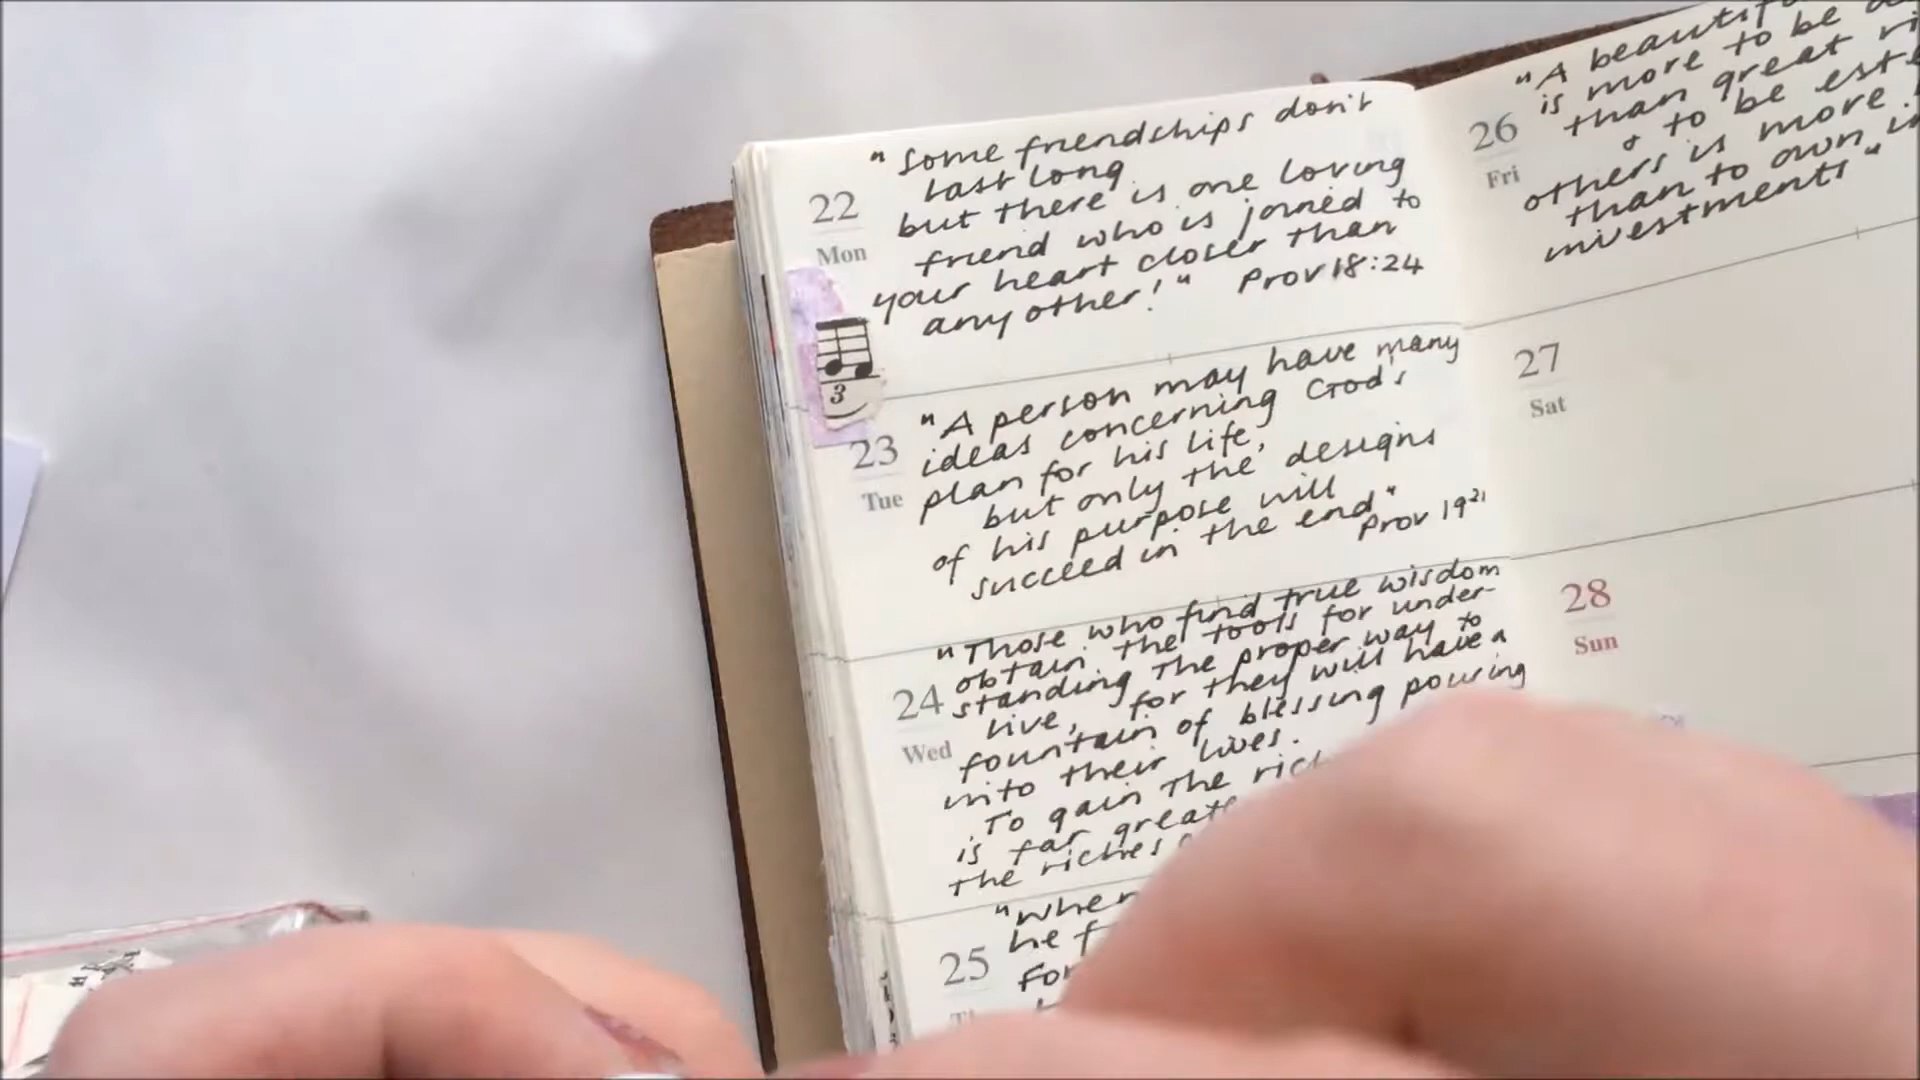 22
Mon
"Some friendships don't
last long
but there is one loving
friend who is joined to
your heart closer than
any other!" Prov 18:24
3
23
Tue
"A person may have many
ideas concerning God's
plan for his life,
but only the designs
of his purpose will
succeed in the end"
Prov 19 21
24
Wed
"Those who find true wisdom
obtain the tools for under-
standing the proper way to
live, for they will have a
fountain of blessing pouring
into their lives.
To gain the
is far
the riches
25
"When
he
26
Fri
"A
is more to be
than great
& to be
others is more
than to own
investments"
27
Sat
28
Sun